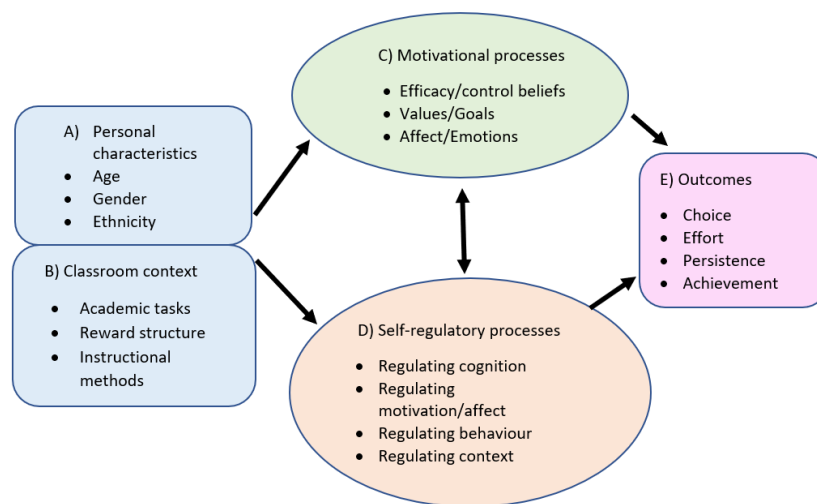 A) Personal
characteristics
• Age
• Gender
• Ethnicity
B) Classroom context
• Academic tasks
• Reward structure
• Instructional
methods
C) Motivational processes
• Efficacy/control beliefs
• Values/Goals
• Affect/Emotions
D) Self-regulatory processes
• Regulating cognition
• Regulating
motivation/affect
• Regulating behaviour
• Regulating context
E) Outcomes
• Choice
• Effort
• Persistence
• Achievement